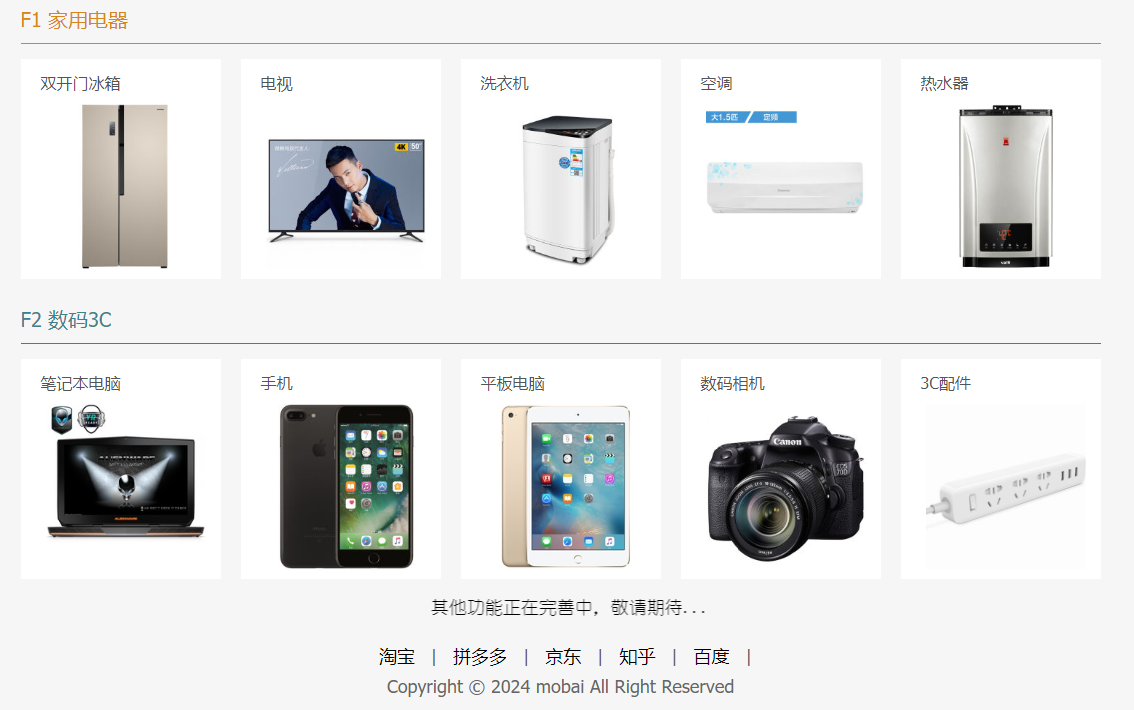 F1 家用电器
双开门冰箱 电视 洗衣机 空调 热水器
大1.5匹 定频
4K 50"
F2 数码3C
笔记本电脑 手机 平板电脑 数码相机 3C配件
Canon
EOS
70D
其他功能正在完善中，敬请期待...
淘宝 | 拼多多 | 京东 | 知乎 | 百度 |
Copyright © 2024 mobai All Right Reserved